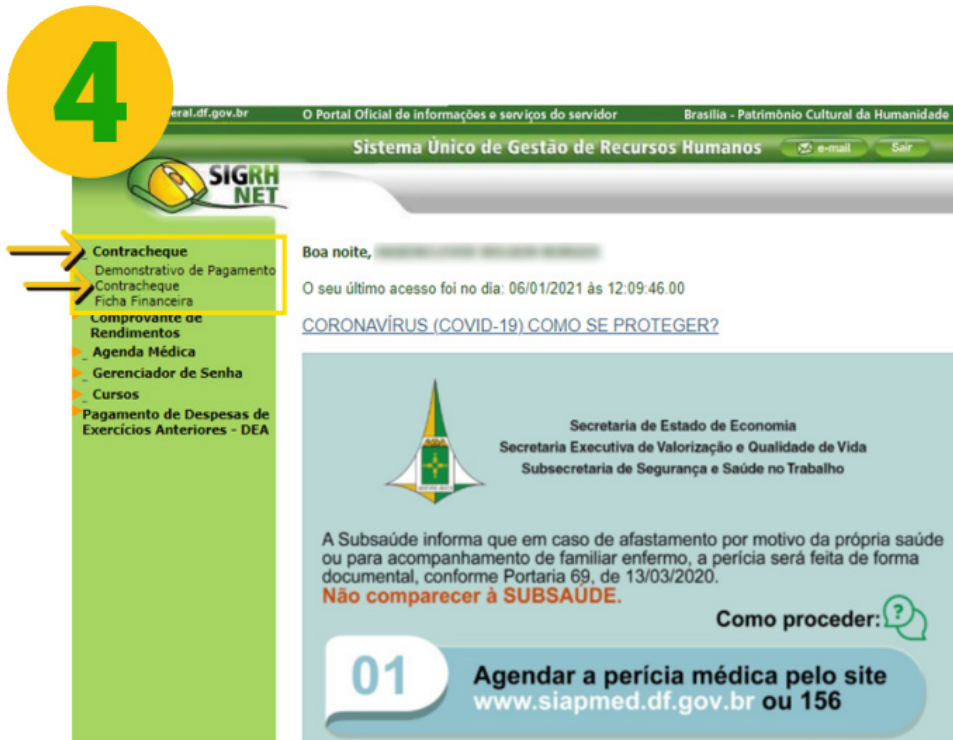 4
eral.df.gov.br O Portal Oficial de informações e serviços do servidor Brasília - Patrimônio Cultural da Humanidade
Sistema Único de Gestão de Recursos Humanos e-mail Sair
SIGRH
NET
Contracheque
Demonstrativo de Pagamento
Contracheque
Ficha Financeira
Comprovante de
Rendimentos
Agenda Médica
Gerenciador de Senha
Cursos
Pagamento de Despesas de
Exercícios Anteriores - DEA
Boa noite,
O seu último acesso foi no dia: 06/01/2021 às 12:09:46.00
CORONAVÍRUS (COVID-19) COMO SE PROTEGER?
Secretaria de Estado de Economia
Secretaria Executiva de Valorização e Qualidade de Vida
Subsecretaria de Segurança e Saúde no Trabalho
A Subsaúde informa que em caso de afastamento por motivo da própria saúde
ou para acompanhamento de familiar enfermo, a perícia será feita de forma
documental, conforme Portaria 69, de 13/03/2020.
Não comparecer à SUBSAÚDE.
Como proceder: ?
01
Agendar a perícia médica pelo site
www.siapmed.df.gov.br ou 156